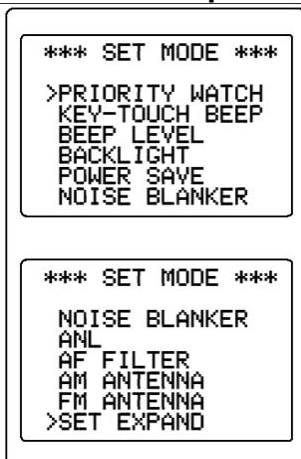 *** SET MODE ***
>PRIORITY WATCH
KEY-TOUCH BEEP
BEEP LEVEL
BACKLIGHT
POWER SAVE
NOISE BLANKER
*** SET MODE ***
NOISE BLANKER
ANL
AF FILTER
AM ANTENNA
FM ANTENNA
>SET EXPAND